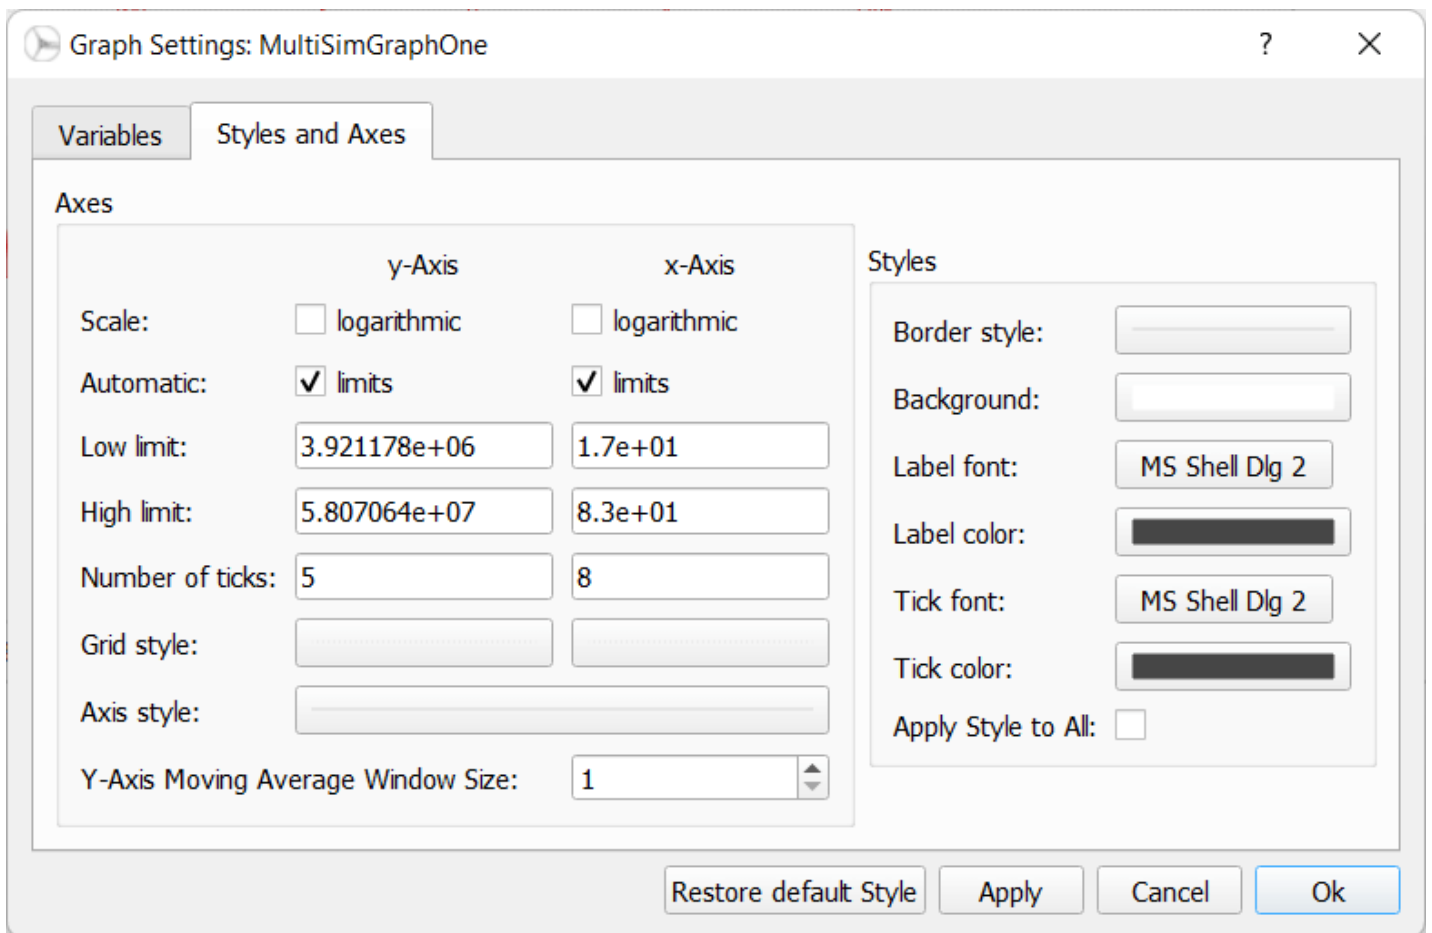 Graph Settings: MultiSimGraphOne ?
Variables Styles and Axes
Axes
y-Axis x-Axis
Scale: logarithmic logarithmic
Automatic: limits limits
Low limit: 3.921178e+06 1.7e+01
High limit: 5.807064e+07 8.3e+01
Number of ticks: 5 8
Grid style:
Axis style:
Y-Axis Moving Average Window Size: 1
Styles
Border style:
Background:
Label font: MS Shell Dlg 2
Label color:
Tick font: MS Shell Dlg 2
Tick color:
Apply Style to All:
Restore default Style Apply Cancel Ok